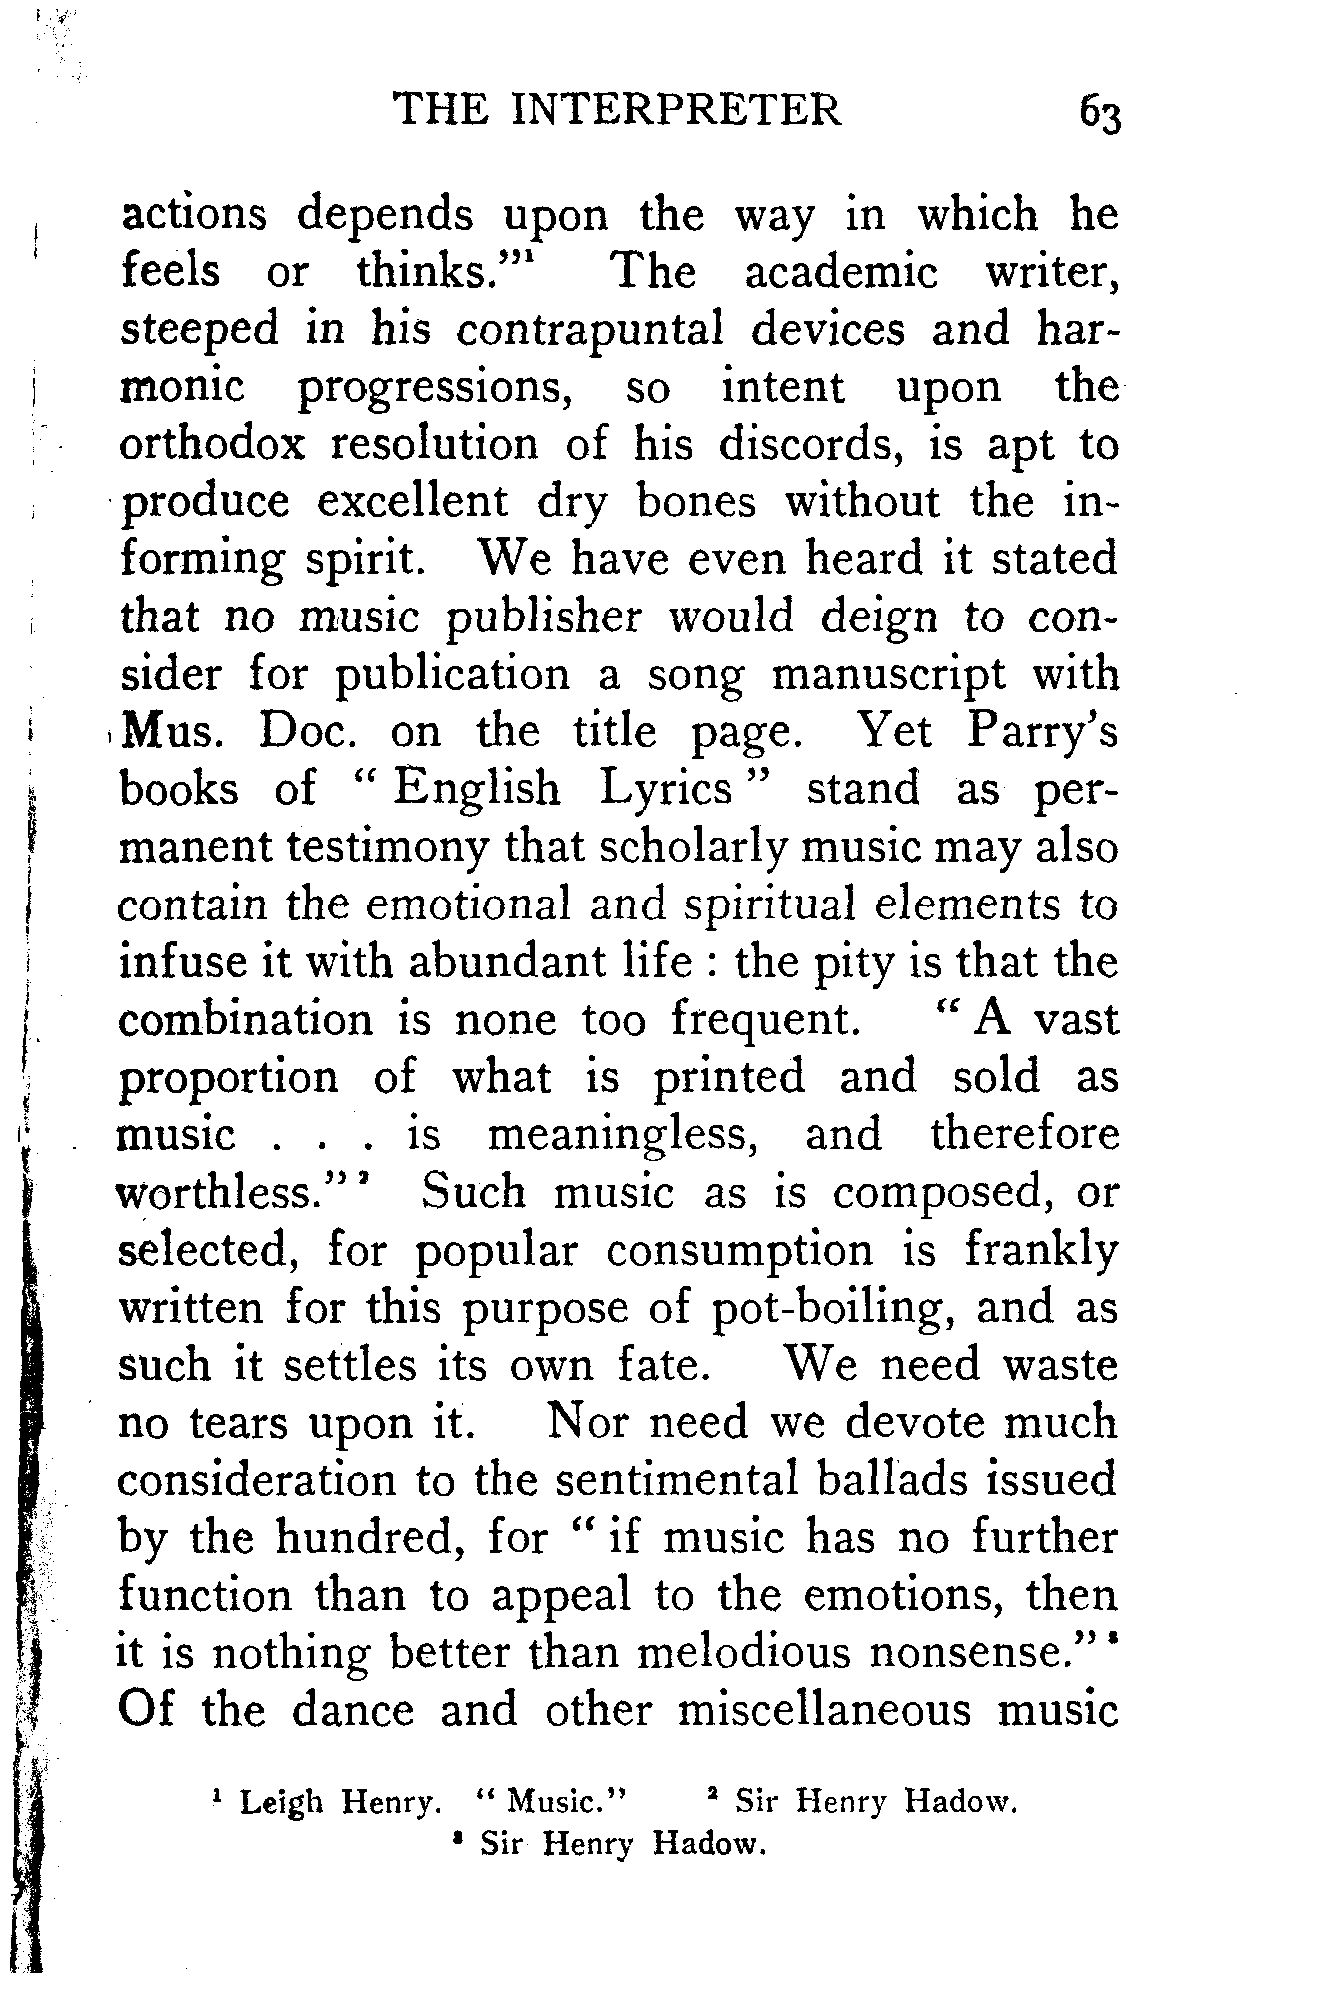 THE INTERPRETER 63
actions depends upon the way in which he
feels or thinks."¹ The academic writer,
steeped in his contrapuntal devices and har-
monic progressions, so intent upon the
orthodox resolution of his discords, is apt to
produce excellent dry bones without the in-
forming spirit. We have even heard it stated
that no music publisher would deign to con-
sider for publication a song manuscript with
Mus. Doc. on the title page. Yet Parry's
books of " English Lyrics " stand as per-
manent testimony that scholarly music may also
contain the emotional and spiritual elements to
infuse it with abundant life : the pity is that the
combination is none too frequent. " A vast
proportion of what is printed and sold as
music . . . is meaningless, and therefore
worthless." ² Such music as is composed, or
selected, for popular consumption is frankly
written for this purpose of pot-boiling, and as
such it settles its own fate. We need waste
no tears upon it. Nor need we devote much
consideration to the sentimental ballads issued
by the hundred, for " if music has no further
function than to appeal to the emotions, then
it is nothing better than melodious nonsense." ³
Of the dance and other miscellaneous music
¹ Leigh Henry. " Music." ² Sir Henry Hadow.
³ Sir Henry Hadow.